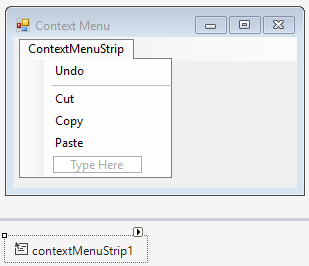 Context Menu
ContextMenuStrip
Undo
Cut
Copy
Paste
Type Here
contextMenuStrip1